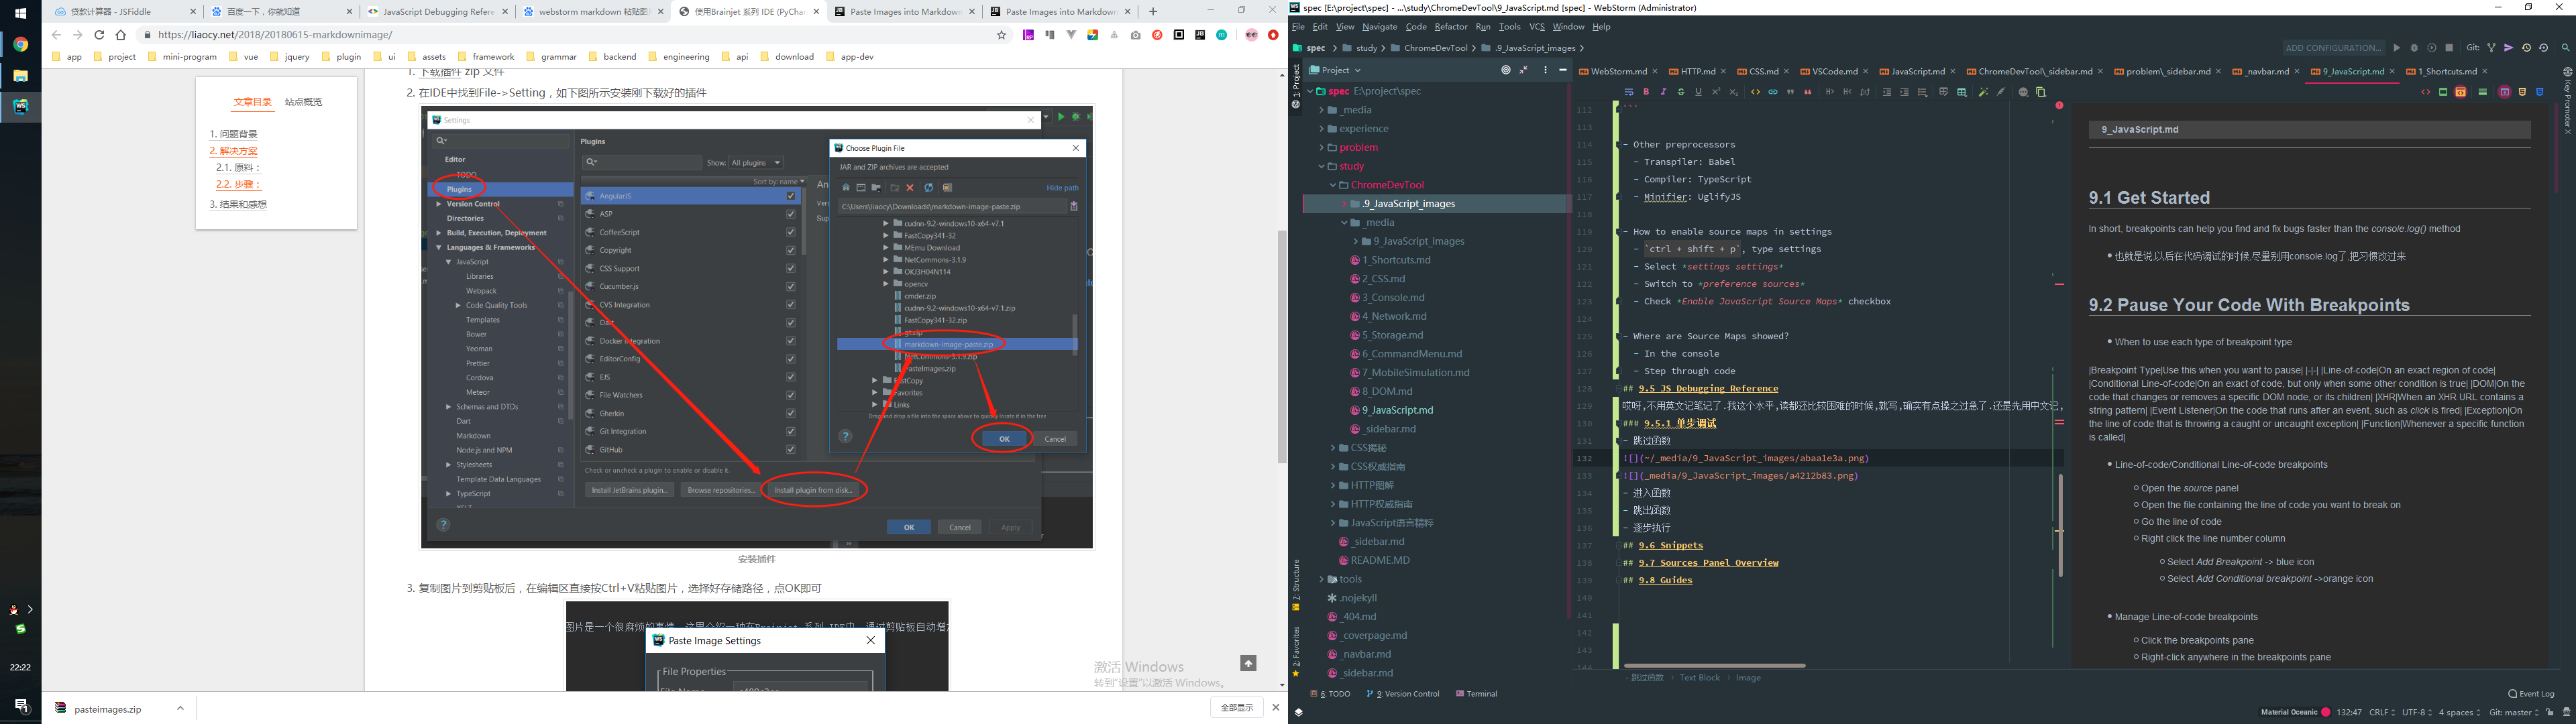 贷款计算器 - JSFiddle
百度一下，你就知道
JavaScript Debugging Refere
webstorm markdown 粘贴图片
使用Brainjet 系列 IDE (PyChar
Paste Images into Markdown
Paste Images into Markdown
https://liaocy.net/2018/20180615-markdownimage/
app
project
mini-program
vue
jquery
plugin
ui
assets
framework
grammar
backend
engineering
api
download
app-dev
文章目录 站点概览
1. 问题背景
2. 解决方案
2.1. 原料：
2.2. 步骤：
3. 结果和感想
1. 下载插件 zip 文件
2. 在IDE中找到File->Setting，如下图所示安装刚下载好的插件
Settings
Editor
TODO
Plugins
Version Control
Directories
Build, Execution, Deployment
Languages & Frameworks
JavaScript
Libraries
Webpack
Code Quality Tools
Templates
Bower
Yeoman
Prettier
Cordova
Meteor
Schemas and DTDs
Dart
Markdown
Node.js and NPM
Stylesheets
Template Data Languages
TypeScript
Plugins
Show: All plugins
Sort by: name
AngularJS
ASP
CoffeeScript
Copyright
CSS Support
Cucumber.js
CVS Integration
Dart
Docker Integration
EditorConfig
EJS
File Watchers
Gherkin
Git Integration
GitHub
Check or uncheck a plugin to enable or disable it.
Install JetBrains plugin...
Browse repositories...
Install plugin from disk...
OK
Cancel
Apply
Choose Plugin File
JAR and ZIP archives are accepted
Hide path
C:\Users\liaocy\Downloads\markdown-image-paste.zip
cudnn-9.2-windows10-x64-v7.1
FastCopy341-32
MEmu Download
NetCommons-3.1.9
OKJ3H04N114
opencv
cmder.zip
cudnn-9.2-windows10-x64-v7.1.zip
FastCopy341-32.zip
markdown-image-paste.zip
NetCommons-3.1.9.zip
PasteImages.zip
FastCopy
Favorites
Links
Drag and drop a file into the space above to quickly locate it in the tree
OK
Cancel
安装插件
3. 复制图片到剪贴板后，在编辑区直接按Ctrl+V粘贴图片，选择好存储路径，点OK即可
Paste Image Settings
File Properties
激活 Windows
转到"设置"以激活 Windows。
pasteimages.zip
全部显示
22:22
spec [E:\project\spec] - ...\study\ChromeDevTool\9_JavaScript.md [spec] - WebStorm (Administrator)
File Edit View Navigate Code Refactor Run Tools VCS Window Help
spec study ChromeDevTool .9_JavaScript_images
ADD CONFIGURATION...
Git:
1: Project
Project
WebStorm.md
HTTP.md
CSS.md
VSCode.md
JavaScript.md
ChromeDevTool\_sidebar.md
problem\_sidebar.md
_navbar.md
9_JavaScript.md
1_Shortcuts.md
Key Promoter X
spec E:\project\spec
_media
experience
problem
study
ChromeDevTool
.9_JavaScript_images
_media
9_JavaScript_images
1_Shortcuts.md
2_CSS.md
3_Console.md
4_Network.md
5_Storage.md
6_CommandMenu.md
7_MobileSimulation.md
8_DOM.md
9_JavaScript.md
_sidebar.md
CSS揭秘
CSS权威指南
HTTP图解
HTTP权威指南
JavaScript语言精粹
_sidebar.md
README.MD
tools
.nojekyll
_404.md
_coverpage.md
_navbar.md
_sidebar.md
112 ```
113
114 - Other preprocessors
115 - Transpiler: Babel
116 - Compiler: TypeScript
117 - Minifier: UglifyJS
118
119 - How to enable source maps in settings
120 - `ctrl + shift + p`, type settings
121 - Select *settings settings*
122 - Switch to *preference sources*
123 - Check *Enable JavaScript Source Maps* checkbox
124
125 - Where are Source Maps showed?
126 - In the console
127 - Step through code
128 ## 9.5 JS Debugging Reference
129 哎呀,不用英文记笔记了.我这个水平,读都还比较困难的时候,就写,确实有点操之过急了.还是先用中文记,
130 ### 9.5.1 单步调试
131 - 跳过函数
132 ![](~/_media/9_JavaScript_images/abaa1e3a.png)
133 ![](_media/9_JavaScript_images/a4212b83.png)
134 - 进入函数
135 - 跳出函数
136 - 逐步执行
137 ## 9.6 Snippets
138 ## 9.7 Sources Panel Overview
139 ## 9.8 Guides
140
141
142
143
144
9_JavaScript.md
9.1 Get Started
In short, breakpoints can help you find and fix bugs faster than the console.log() method
也就是说,以后在代码调试的时候,尽量别用console.log了,把习惯改过来
9.2 Pause Your Code With Breakpoints
When to use each type of breakpoint type
|Breakpoint Type|Use this when you want to pause| |-|-| |Line-of-code|On an exact region of code|
|Conditional Line-of-code|On an exact of code, but only when some other condition is true| |DOM|On the
code that changes or removes a specific DOM node, or its children| |XHR|When an XHR URL contains a
string pattern| |Event Listener|On the code that runs after an event, such as click is fired| |Exception|On
the line of code that is throwing a caught or uncaught exception| |Function|Whenever a specific function
is called|
Line-of-code/Conditional Line-of-code breakpoints
Open the source panel
Open the file containing the line of code you want to break on
Go the line of code
Right click the line number column
Select Add Breakpoint -> blue icon
Select Add Conditional breakpoint ->orange icon
Manage Line-of-code breakpoints
Click the breakpoints pane
Right-click anywhere in the breakpoints pane
7: Structure
2: Favorites
- 跳过函数 Text Block Image
6: TODO
9: Version Control
Terminal
Event Log
Material Oceanic 132:47 CRLF UTF-8 4 spaces Git: master